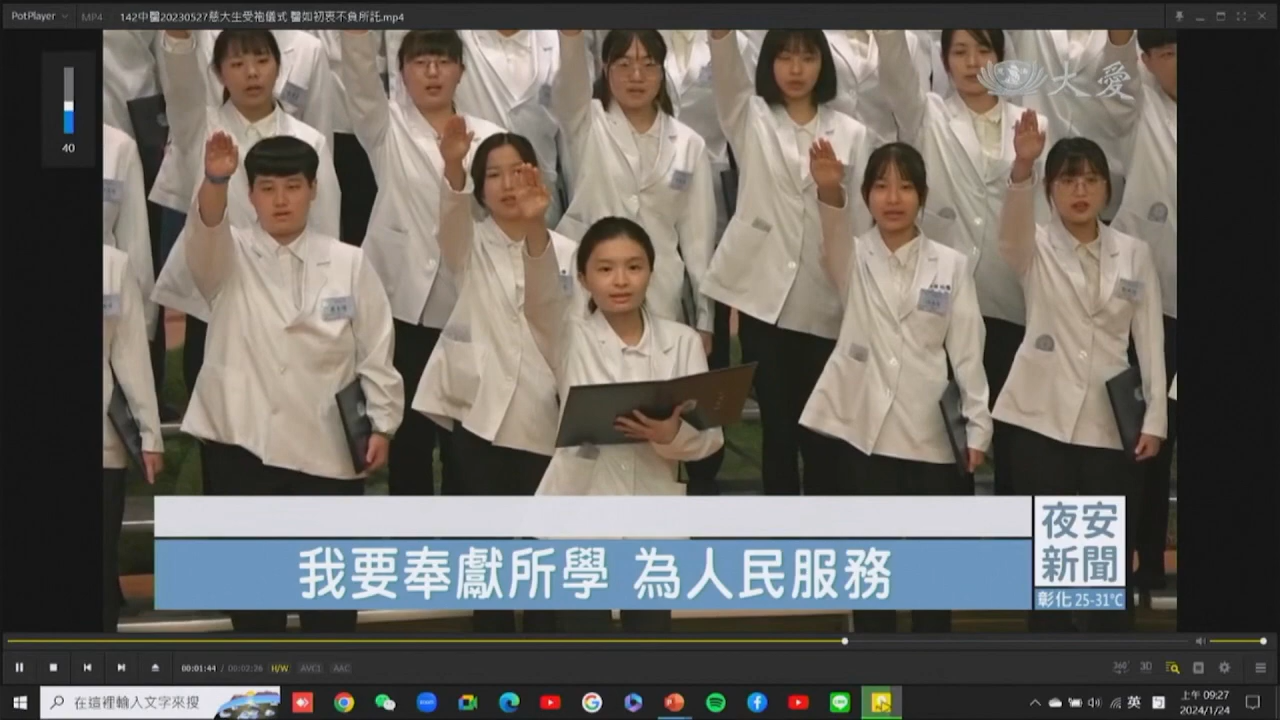 PotPlayer
MP4
142中醫20230527慈大生受袍儀式 醫如初衷不負所託.mp4
40
大愛
我要奉獻所學 為人民服務
夜安
新聞
彰化 25-31°C
00:01:44 / 00:02:26 H/W AVC1 AAC
360°
3D
在這裡輸入文字來搜
英
上午 09:27
2024/1/24